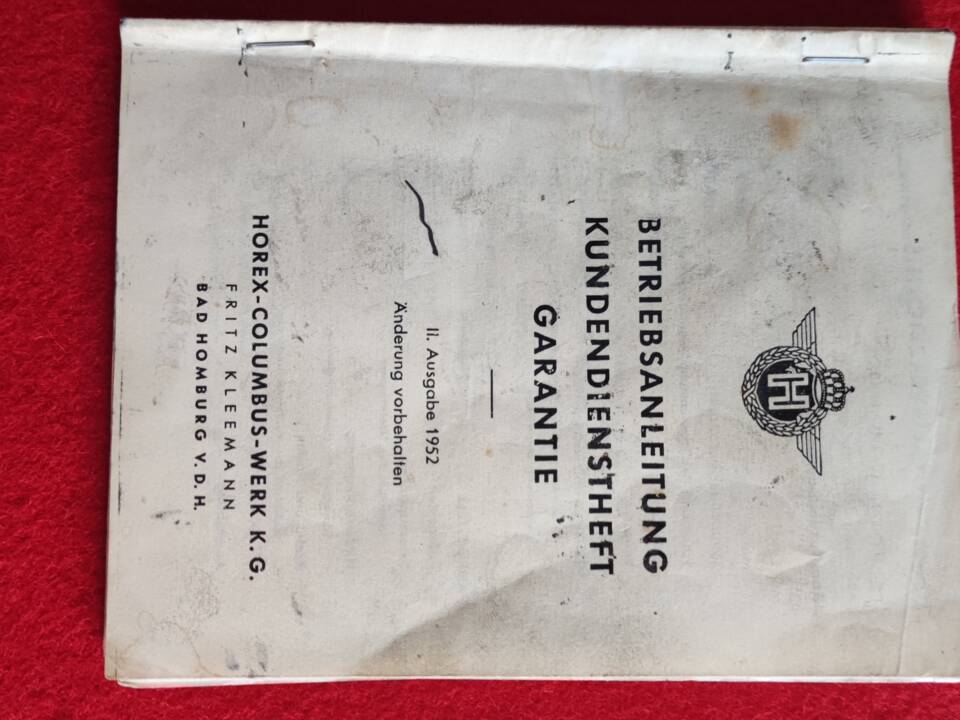 H
BETRIEBSANLEITUNG
KUNDENDIENSTHEFT
GARANTIE
II. Ausgabe 1952
Änderung vorbehalten
HOREX-COLUMBUS-WERK K.G.
FRITZ KLEEMANN
BAD HOMBURG V.D.H.